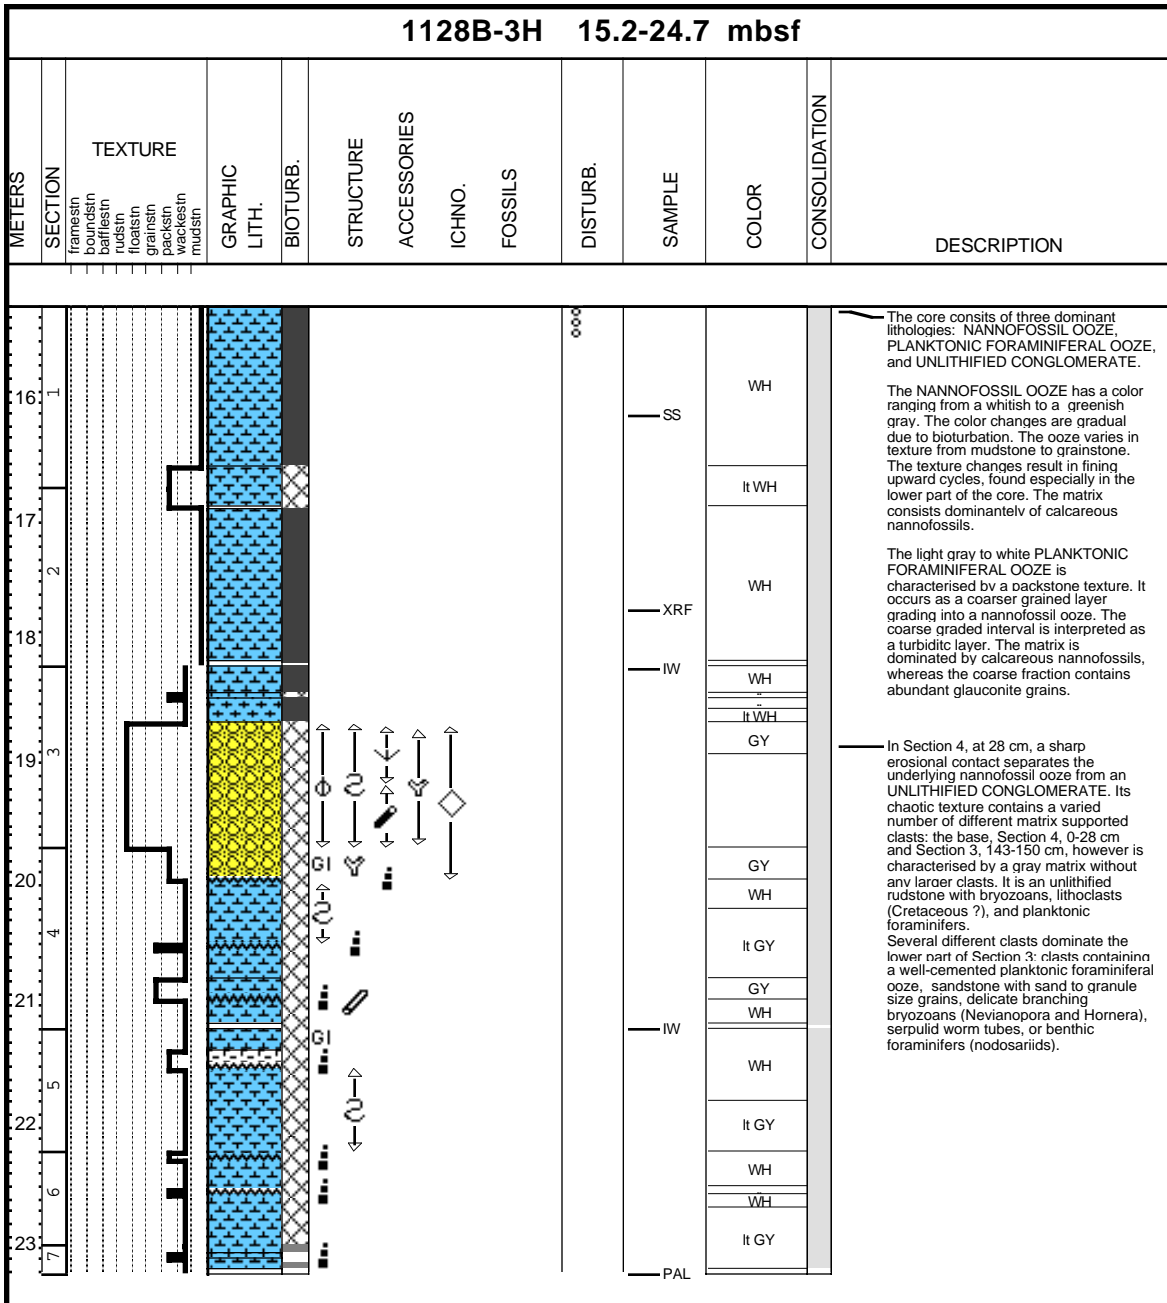 1128B-3H 15.2-24.7 mbsf
METERS
SECTION
TEXTURE
framestn
boundstn
bafflestn
rudstn
floatstn
grainstn
packstn
wackestn
mudstn
GRAPHIC
LITH.
BIOTURB.
STRUCTURE
ACCESSORIES
ICHNO.
FOSSILS
DISTURB.
SAMPLE
COLOR
CONSOLIDATION
DESCRIPTION
16
17
18
19
20
21
22
23
1
2
3
4
5
6
7
GI
GI
SS
XRF
IW
IW
PAL
WH
lt WH
WH
WH
lt WH
GY
GY
WH
lt GY
GY
WH
WH
lt GY
WH
WH
lt GY
The core consits of three dominant
lithologies: NANNOFOSSIL OOZE,
PLANKTONIC FORAMINIFERAL OOZE,
and UNLITHIFIED CONGLOMERATE.
The NANNOFOSSIL OOZE has a color
ranging from a whitish to a greenish
gray. The color changes are gradual
due to bioturbation. The ooze varies in
texture from mudstone to grainstone.
The texture changes result in fining
upward cycles, found especially in the
lower part of the core. The matrix
consists dominantely of calcareous
nannofossils.
The light gray to white PLANKTONIC
FORAMINIFERAL OOZE is
characterised by a packstone texture. It
occurs as a coarser grained layer
grading into a nannofossil ooze. The
coarse graded interval is interpreted as
a turbiditc layer. The matrix is
dominated by calcareous nannofossils,
whereas the coarse fraction contains
abundant glauconite grains.
In Section 4, at 28 cm, a sharp
erosional contact separates the
underlying nannofossil ooze from an
UNLITHIFIED CONGLOMERATE. Its
chaotic texture contains a varied
number of different matrix supported
clasts: the base, Section 4, 0-28 cm
and Section 3, 143-150 cm, however is
characterised by a gray matrix without
any larger clasts. It is an unlithified
rudstone with bryozoans, lithoclasts
(Cretaceous ?), and planktonic
foraminifers.
Several different clasts dominate the
lower part of Section 3: clasts containing
a well-cemented planktonic foraminiferal
ooze, sandstone with sand to granule
size grains, delicate branching
bryozoans (Nevianopora and Hornera),
serpulid worm tubes, or benthic
foraminifers (nodosariids).